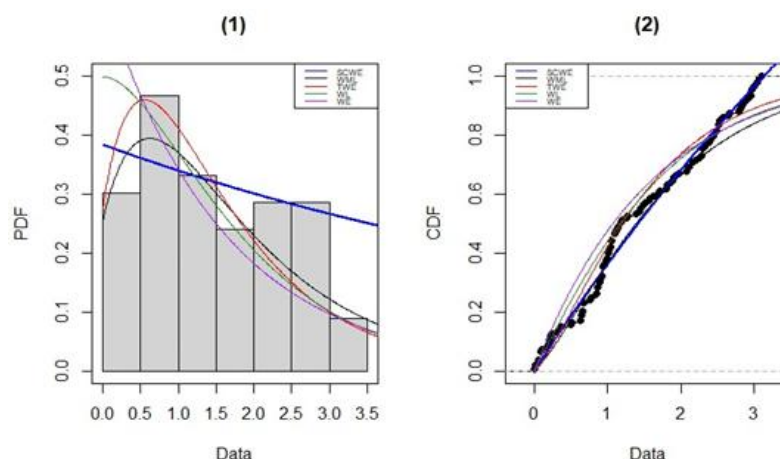 (1)
(2)
SCWE
WML
TWE
WL
WE
SCWE
WML
TWE
WL
WE
PDF
0.0
0.1
0.2
0.3
0.4
0.5
0.0 0.5 1.0 1.5 2.0 2.5 3.0 3.5
Data
CDF
0.0
0.2
0.4
0.6
0.8
1.0
0 1 2 3
Data